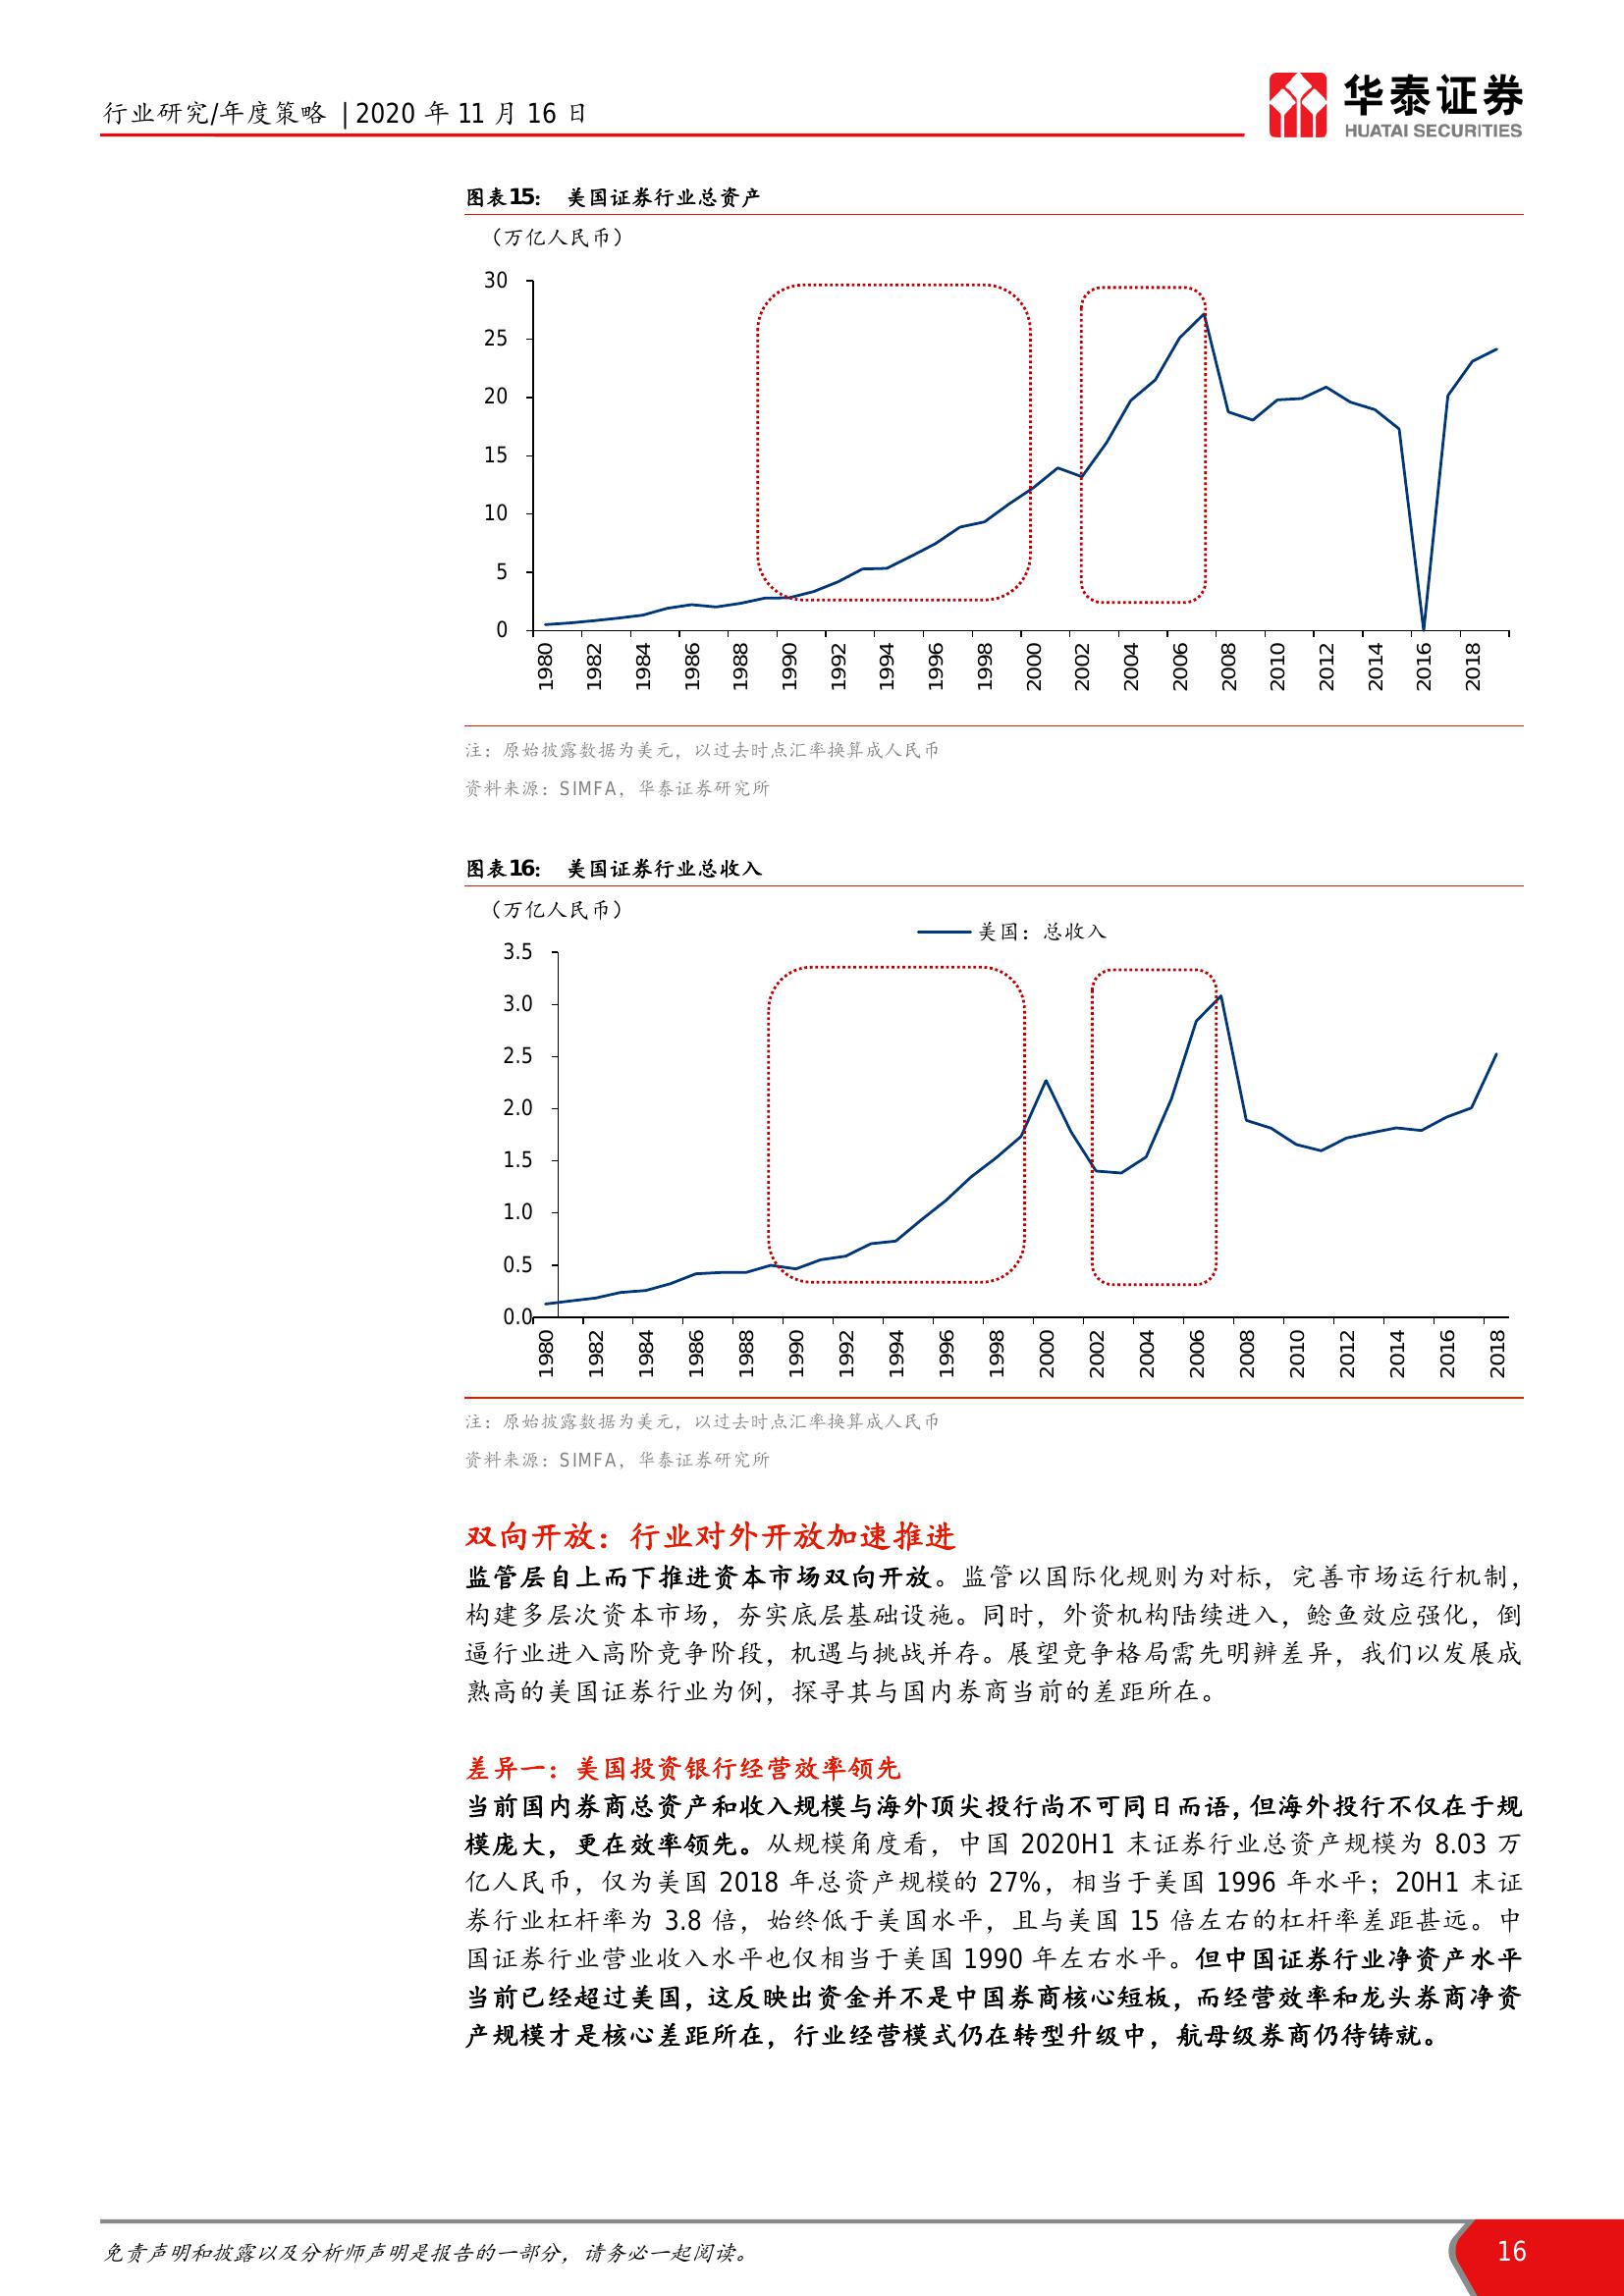 行业研究/年度策略 | 2020 年 11 月 16 日
华泰证券
HUATAI SECURITIES
图表15： 美国证券行业总资产
（万亿人民币）
30
25
20
15
10
5
0
1980 1982 1984 1986 1988 1990 1992 1994 1996 1998 2000 2002 2004 2006 2008 2010 2012 2014 2016 2018
注：原始披露数据为美元，以过去时点汇率换算成人民币
资料来源：SIMFA，华泰证券研究所
图表16： 美国证券行业总收入
（万亿人民币）
美国：总收入
3.5
3.0
2.5
2.0
1.5
1.0
0.5
0.0
1980 1982 1984 1986 1988 1990 1992 1994 1996 1998 2000 2002 2004 2006 2008 2010 2012 2014 2016 2018
注：原始披露数据为美元，以过去时点汇率换算成人民币
资料来源：SIMFA，华泰证券研究所
双向开放：行业对外开放加速推进
监管层自上而下推进资本市场双向开放。监管以国际化规则为对标，完善市场运行机制，
构建多层次资本市场，夯实底层基础设施。同时，外资机构陆续进入，鲶鱼效应强化，倒
逼行业进入高阶竞争阶段，机遇与挑战并存。展望竞争格局需先明辨差异，我们以发展成
熟高的美国证券行业为例，探寻其与国内券商当前的差距所在。
差异一：美国投资银行经营效率领先
当前国内券商总资产和收入规模与海外顶尖投行尚不可同日而语，但海外投行不仅在于规
模庞大，更在效率领先。从规模角度看，中国 2020H1 末证券行业总资产规模为 8.03 万
亿人民币，仅为美国 2018 年总资产规模的 27%，相当于美国 1996 年水平；20H1 末证
券行业杠杆率为 3.8 倍，始终低于美国水平，且与美国 15 倍左右的杠杆率差距甚远。中
国证券行业营业收入水平也仅相当于美国 1990 年左右水平。但中国证券行业净资产水平
当前已经超过美国，这反映出资金并不是中国券商核心短板，而经营效率和龙头券商净资
产规模才是核心差距所在，行业经营模式仍在转型升级中，航母级券商仍待铸就。
免责声明和披露以及分析师声明是报告的一部分，请务必一起阅读。
16